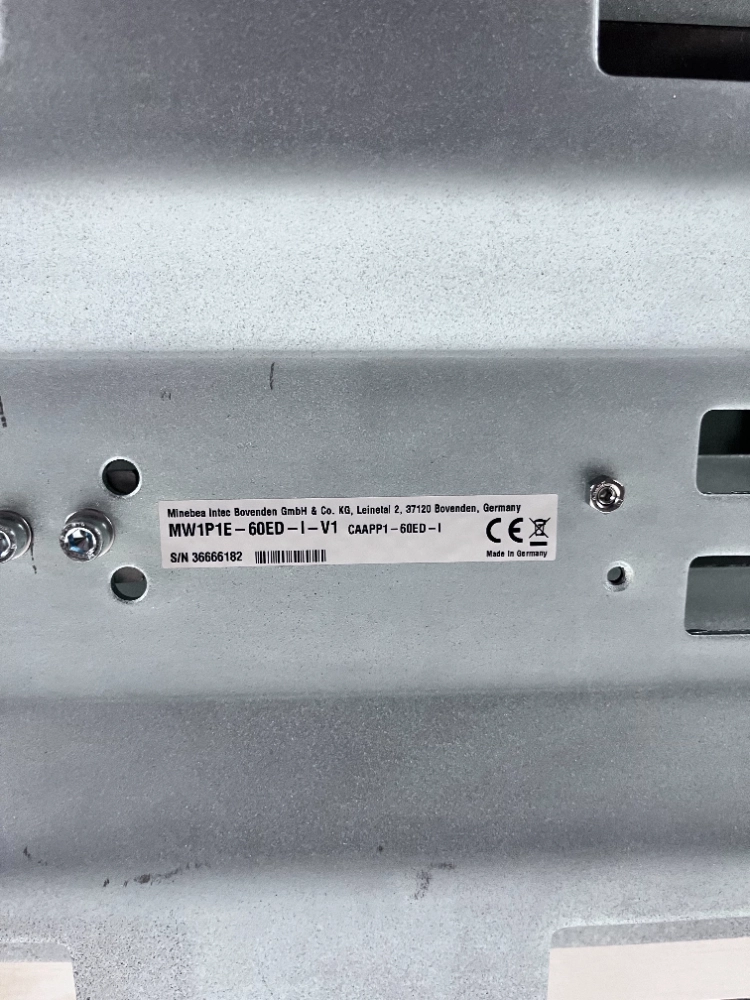 Minebea Intec Bovenden GmbH & Co. KG, Leinetal 2, 37120 Bovenden, Germany
MW1P1E-60ED-I-V1 CAAPP1-60ED-I
S/N 36666182
CE
Made in Germany